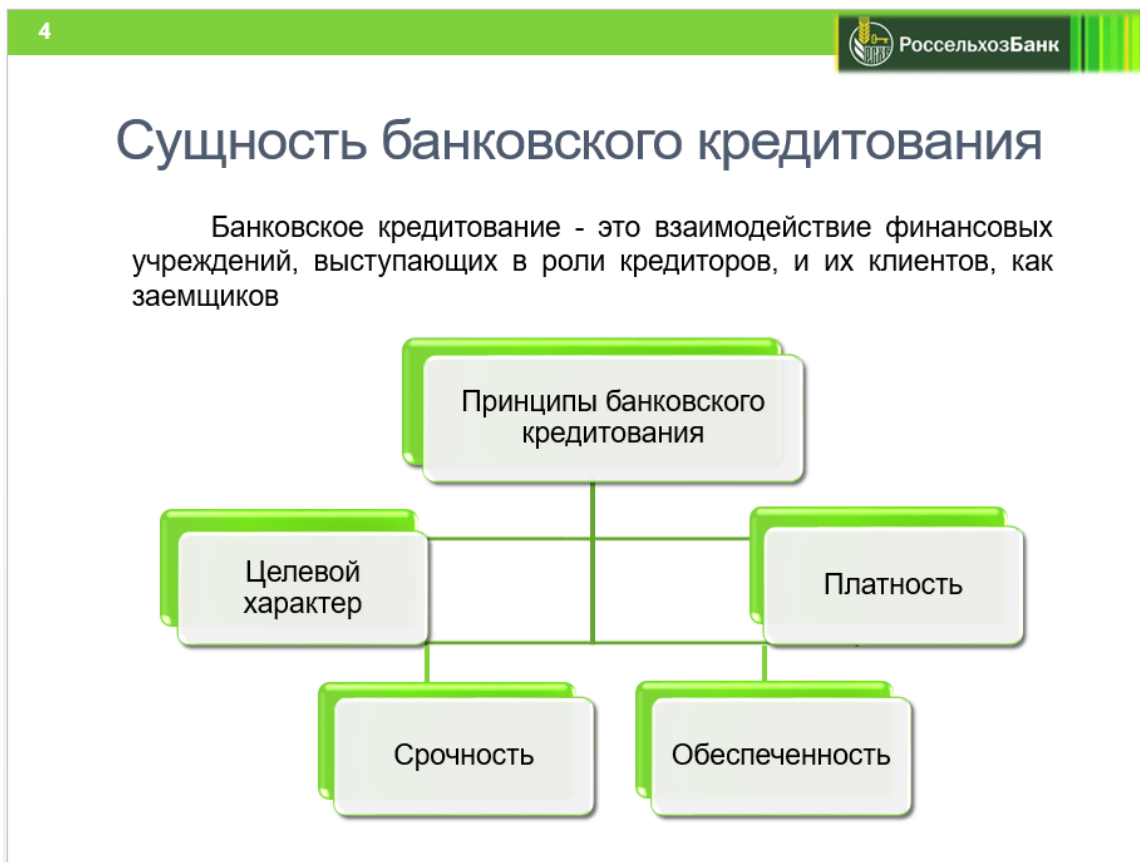 4
РоссельхозБанк
Сущность банковского кредитования
Банковское кредитование - это взаимодействие финансовых
учреждений, выступающих в роли кредиторов, и их клиентов, как
заемщиков
Принципы банковского
кредитования
Целевой
характер
Платность
Срочность
Обеспеченность